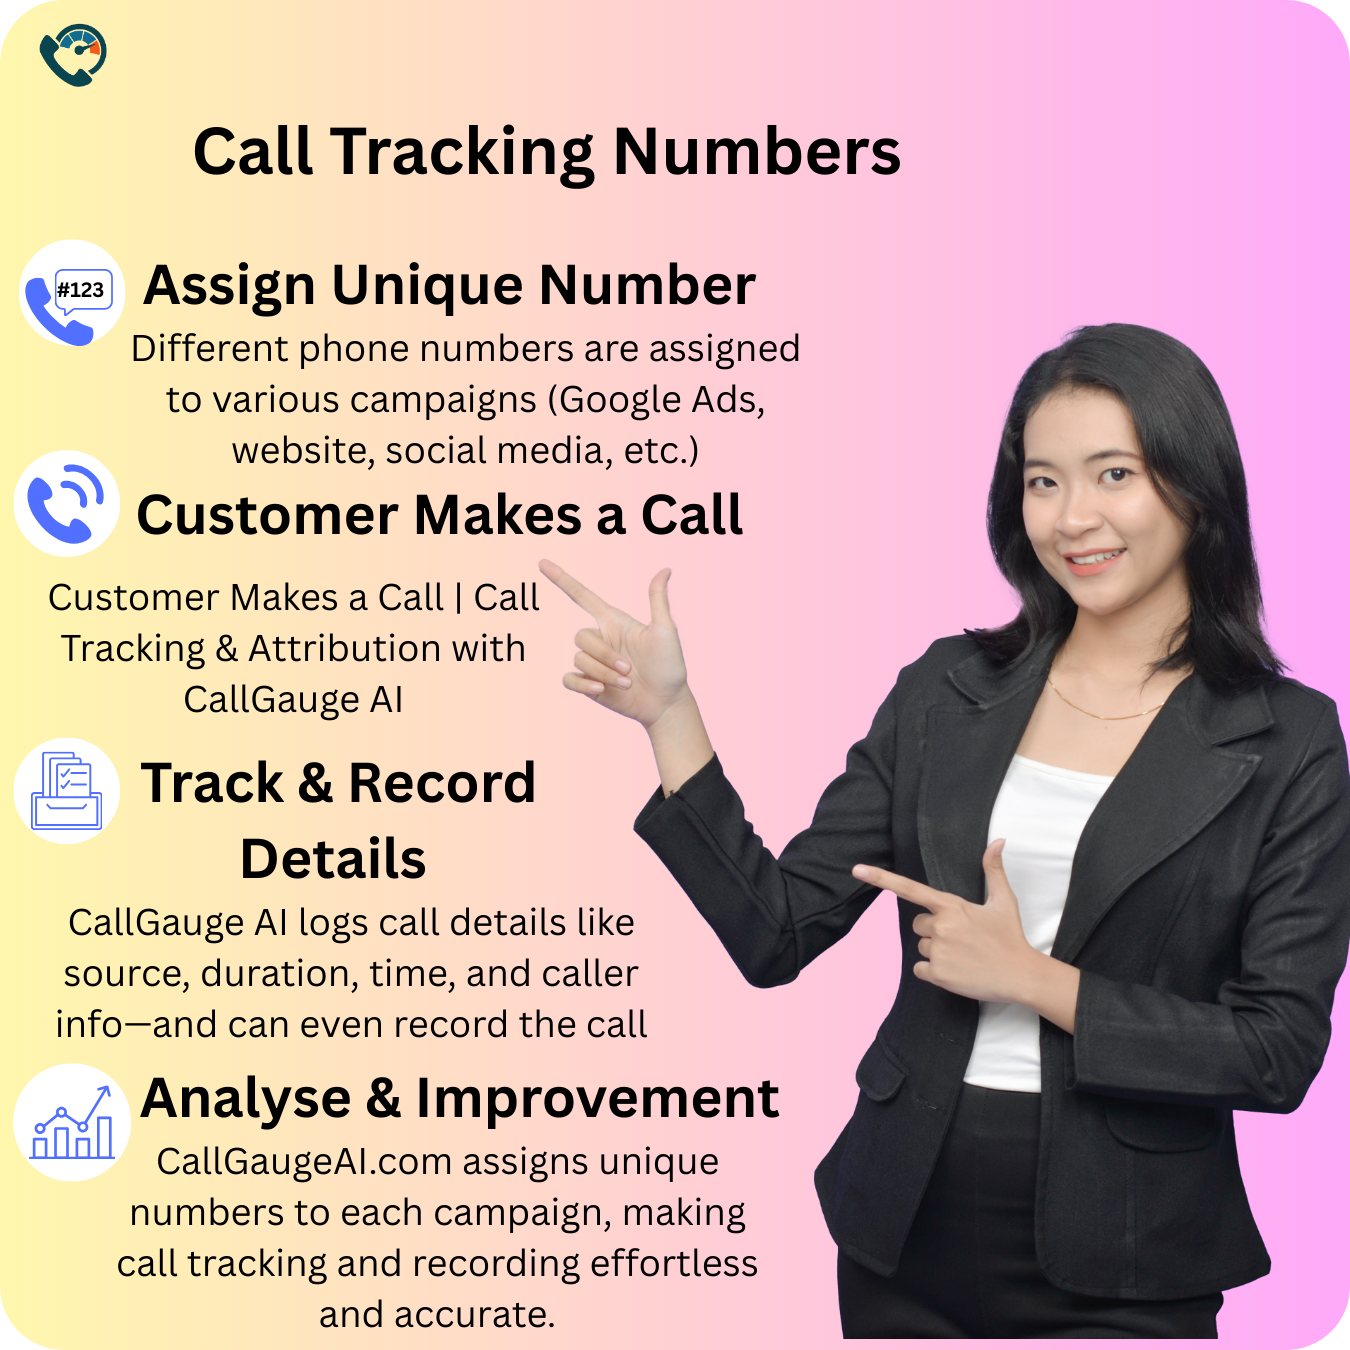 Call Tracking Numbers
#123
Assign Unique Number
Different phone numbers are assigned
to various campaigns (Google Ads,
website, social media, etc.)
Customer Makes a Call
Customer Makes a Call | Call
Tracking & Attribution with
CallGauge AI
Track & Record
Details
CallGauge AI logs call details like
source, duration, time, and caller
info—and can even record the call
Analyse & Improvement
CallGaugeAI.com assigns unique
numbers to each campaign, making
call tracking and recording effortless
and accurate.